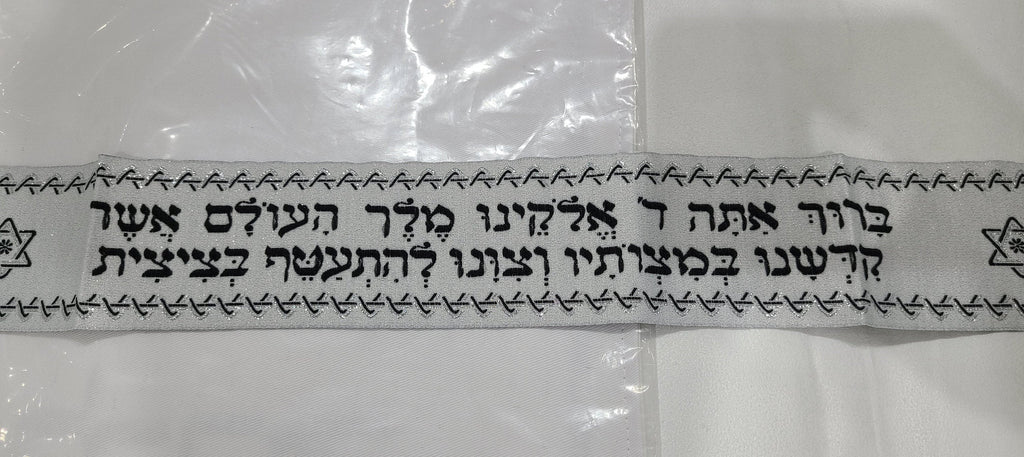 בָּרוּךְ אַתָּה ד' אֱלֹקֵינוּ מֶלֶךְ הָעוֹלָם אֲשֶׁר
קִדְּשָׁנוּ בְּמִצְוֹתָיו וְצִוָּנוּ לְהִתְעַטֵּף בְּצִיצִית